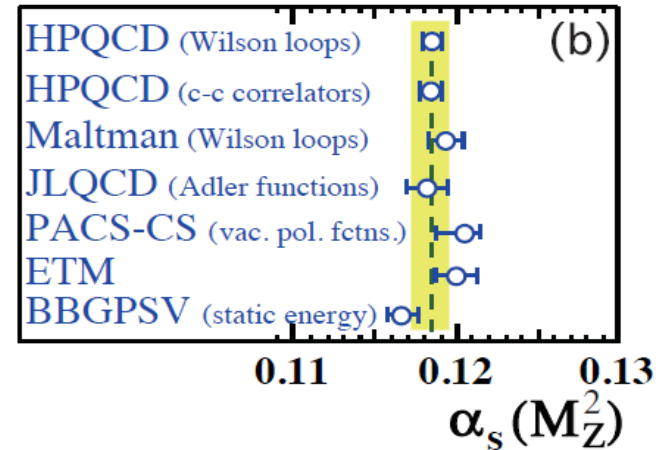 HPQCD (Wilson loops)
(b)
HPQCD (c-c correlators)
Maltman (Wilson loops)
JLQCD (Adler functions)
PACS-CS (vac. pol. fctns.)
ETM
BBGPSV (static energy)
0.11 0.12 0.13
αs(M²Z)